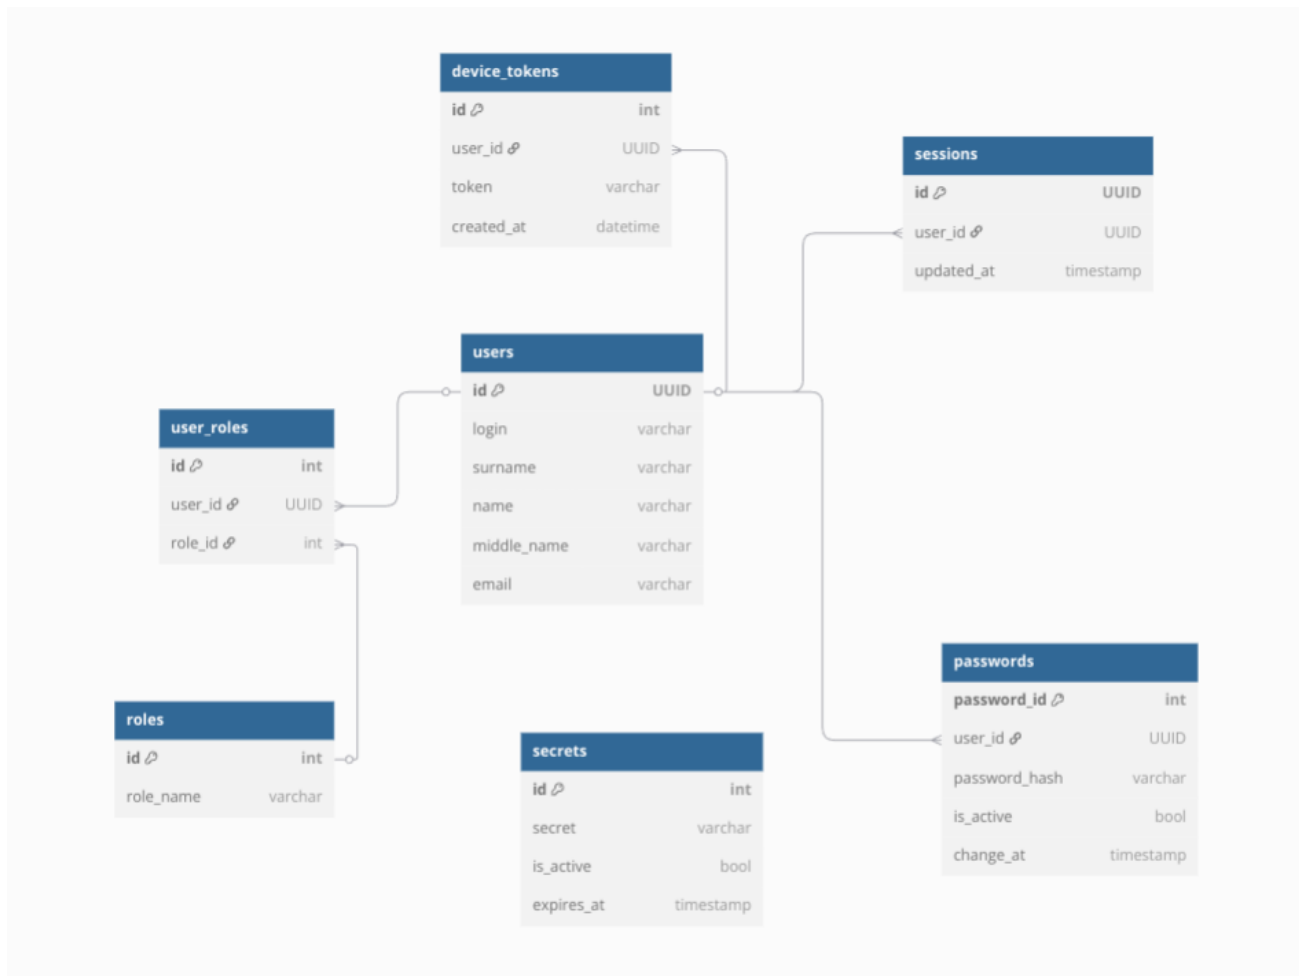 device_tokens
id int
user_id UUID
token varchar
created_at datetime
sessions
id UUID
user_id UUID
updated_at timestamp
users
id UUID
login varchar
surname varchar
name varchar
middle_name varchar
email varchar
user_roles
id int
user_id UUID
role_id int
roles
id int
role_name varchar
secrets
id int
secret varchar
is_active bool
expires_at timestamp
passwords
password_id int
user_id UUID
password_hash varchar
is_active bool
change_at timestamp